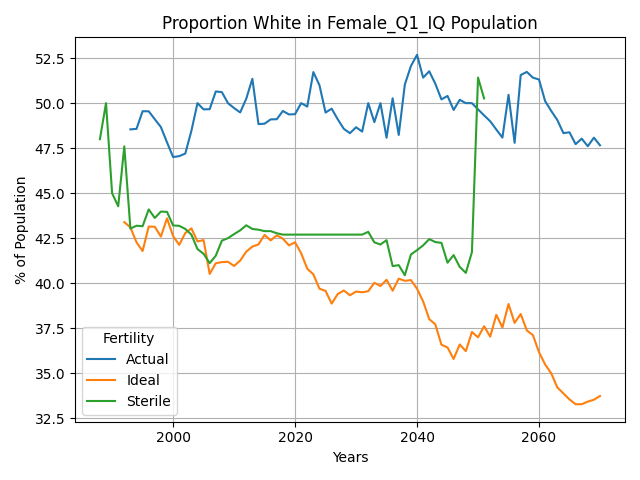 Proportion White in Female_Q1_IQ Population
% of Population
52.5
50.0
47.5
45.0
42.5
40.0
37.5
35.0
32.5
Fertility
Actual
Ideal
Sterile
2000 2020 2040 2060
Years